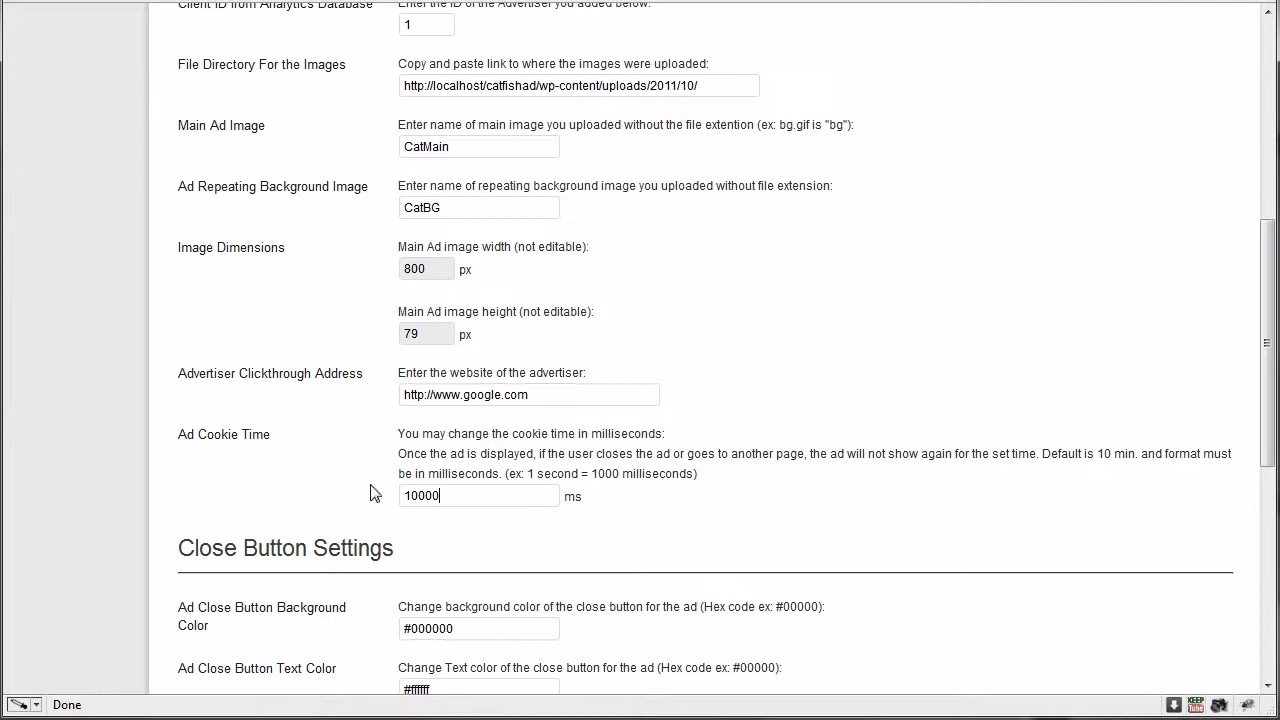 Client ID from Analytics Database
Enter the ID of the Advertiser you added below:
1
File Directory For the Images
Copy and paste link to where the images were uploaded:
http://localhost/catfishad/wp-content/uploads/2011/10/
Main Ad Image
Enter name of main image you uploaded without the file extention (ex: bg.gif is "bg"):
CatMain
Ad Repeating Background Image
Enter name of repeating background image you uploaded without file extension:
CatBG
Image Dimensions
Main Ad image width (not editable):
800 px
Main Ad image height (not editable):
79 px
Advertiser Clickthrough Address
Enter the website of the advertiser:
http://www.google.com
Ad Cookie Time
You may change the cookie time in milliseconds:
Once the ad is displayed, if the user closes the ad or goes to another page, the ad will not show again for the set time. Default is 10 min. and format must
be in milliseconds. (ex: 1 second = 1000 milliseconds)
10000 ms
Close Button Settings
Ad Close Button Background
Color
Change background color of the close button for the ad (Hex code ex: #00000):
#000000
Ad Close Button Text Color
Change Text color of the close button for the ad (Hex code ex: #00000):
#ffffff
Done
KEEP
Tube